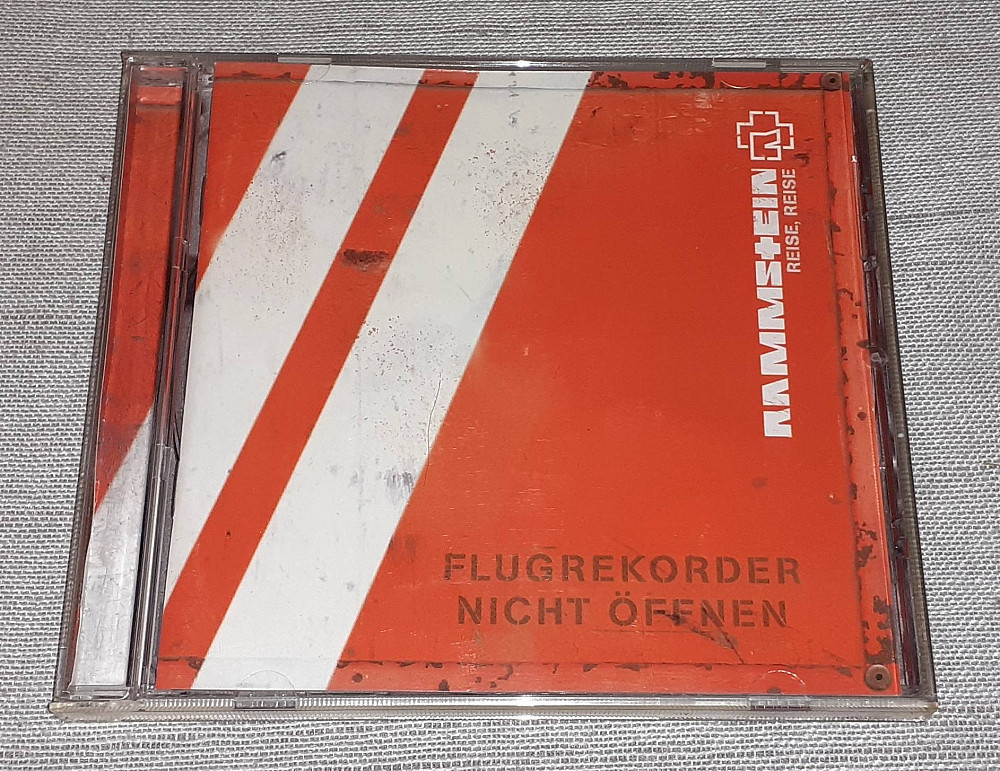 RAMMSTEIN
REISE, REISE
FLUGREKORDER
NICHT ÖFFNEN